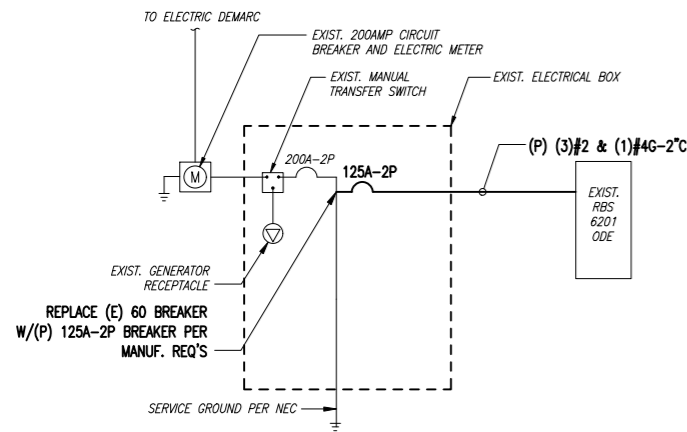 TO ELECTRIC DEMARC
EXIST. 200AMP CIRCUIT
BREAKER AND ELECTRIC METER
EXIST. MANUAL
TRANSFER SWITCH
EXIST. ELECTRICAL BOX
(P) (3)#2 & (1)#4G-2"C
200A-2P
125A-2P
M
EXIST.
RBS
6201
ODE
EXIST. GENERATOR
RECEPTACLE
REPLACE (E) 60 BREAKER
W/(P) 125A-2P BREAKER PER
MANUF. REQ'S
SERVICE GROUND PER NEC